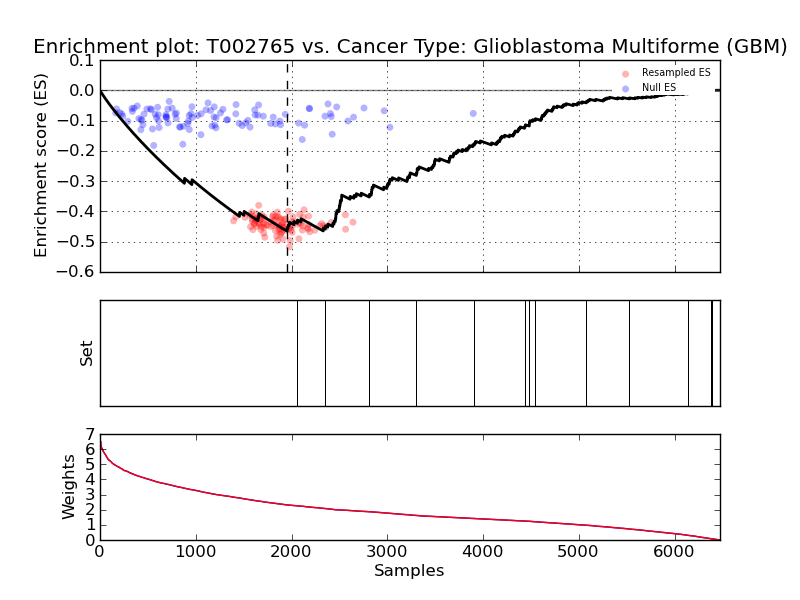 Enrichment plot: T002765 vs. Cancer Type: Glioblastoma Multiforme (GBM)
Enrichment score (ES)
0.1
0.0
−0.1
−0.2
−0.3
−0.4
−0.5
−0.6
Resampled ES
Null ES
Set
Weights
7
6
5
4
3
2
1
0
0 1000 2000 3000 4000 5000 6000
Samples